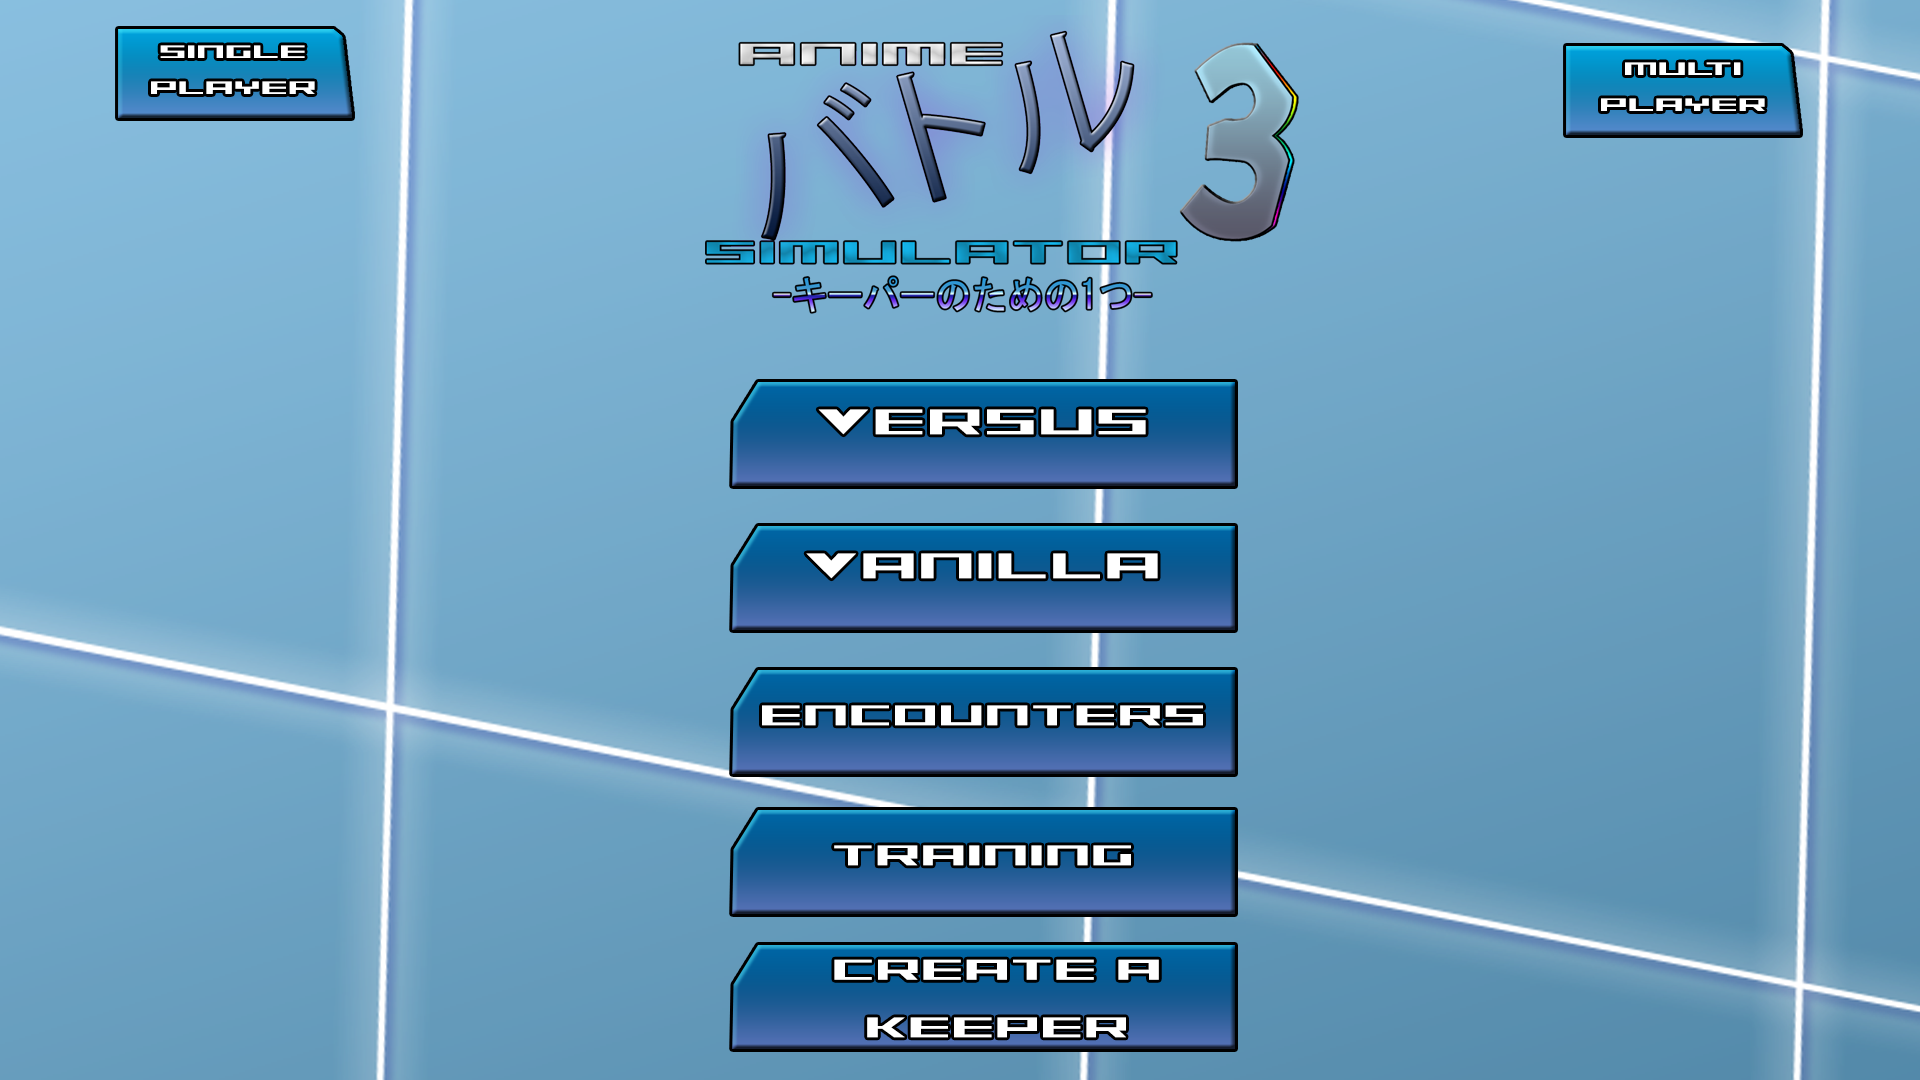 SINGLE
PLAYER
ANIME
バトル 3
SIMULATOR
-キーパーのための1つ-
MULTI
PLAYER
VERSUS
VANILLA
ENCOUNTERS
TRAINING
CREATE A
KEEPER